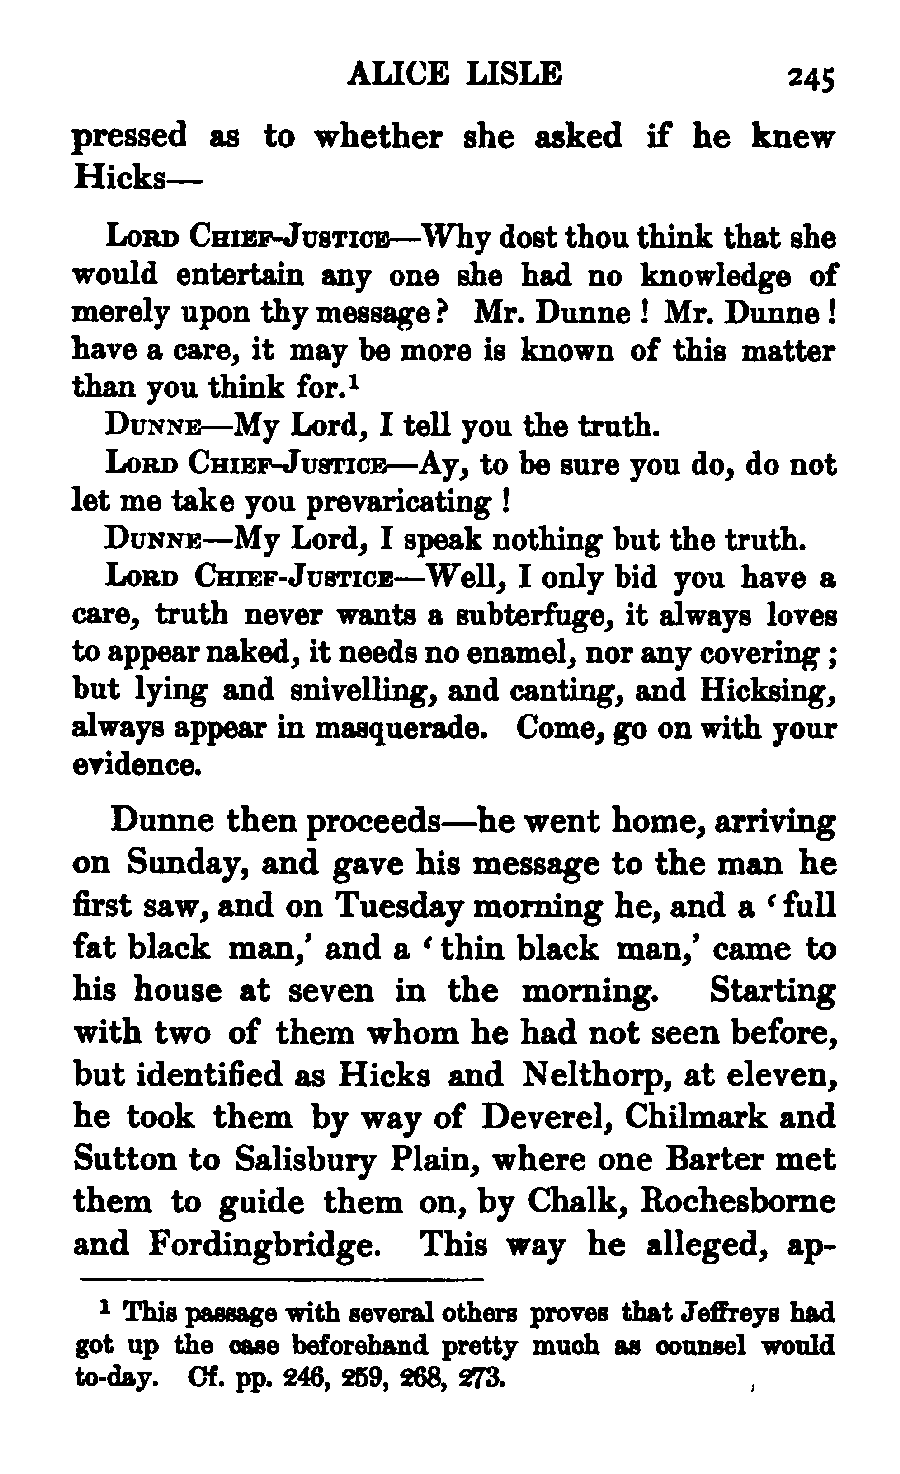 ALICE LISLE 245
pressed as to whether she asked if he knew
Hicks—
LORD CHIEF-JUSTICE—Why dost thou think that she
would entertain any one she had no knowledge of
merely upon thy message? Mr. Dunne! Mr. Dunne!
have a care, it may be more is known of this matter
than you think for.¹
DUNNE—My Lord, I tell you the truth.
LORD CHIEF-JUSTICE—Ay, to be sure you do, do not
let me take you prevaricating!
DUNNE—My Lord, I speak nothing but the truth.
LORD CHIEF-JUSTICE—Well, I only bid you have a
care, truth never wants a subterfuge, it always loves
to appear naked, it needs no enamel, nor any covering;
but lying and snivelling, and canting, and Hicksing,
always appear in masquerade. Come, go on with your
evidence.
Dunne then proceeds—he went home, arriving
on Sunday, and gave his message to the man he
first saw, and on Tuesday morning he, and a ‘full
fat black man,’ and a ‘thin black man,’ came to
his house at seven in the morning. Starting
with two of them whom he had not seen before,
but identified as Hicks and Nelthorp, at eleven,
he took them by way of Deverel, Chilmark and
Sutton to Salisbury Plain, where one Barter met
them to guide them on, by Chalk, Rochesborne
and Fordingbridge. This way he alleged, ap-
¹ This passage with several others proves that Jeffreys had
got up the case beforehand pretty much as counsel would
to-day. Cf. pp. 246, 259, 268, 273.